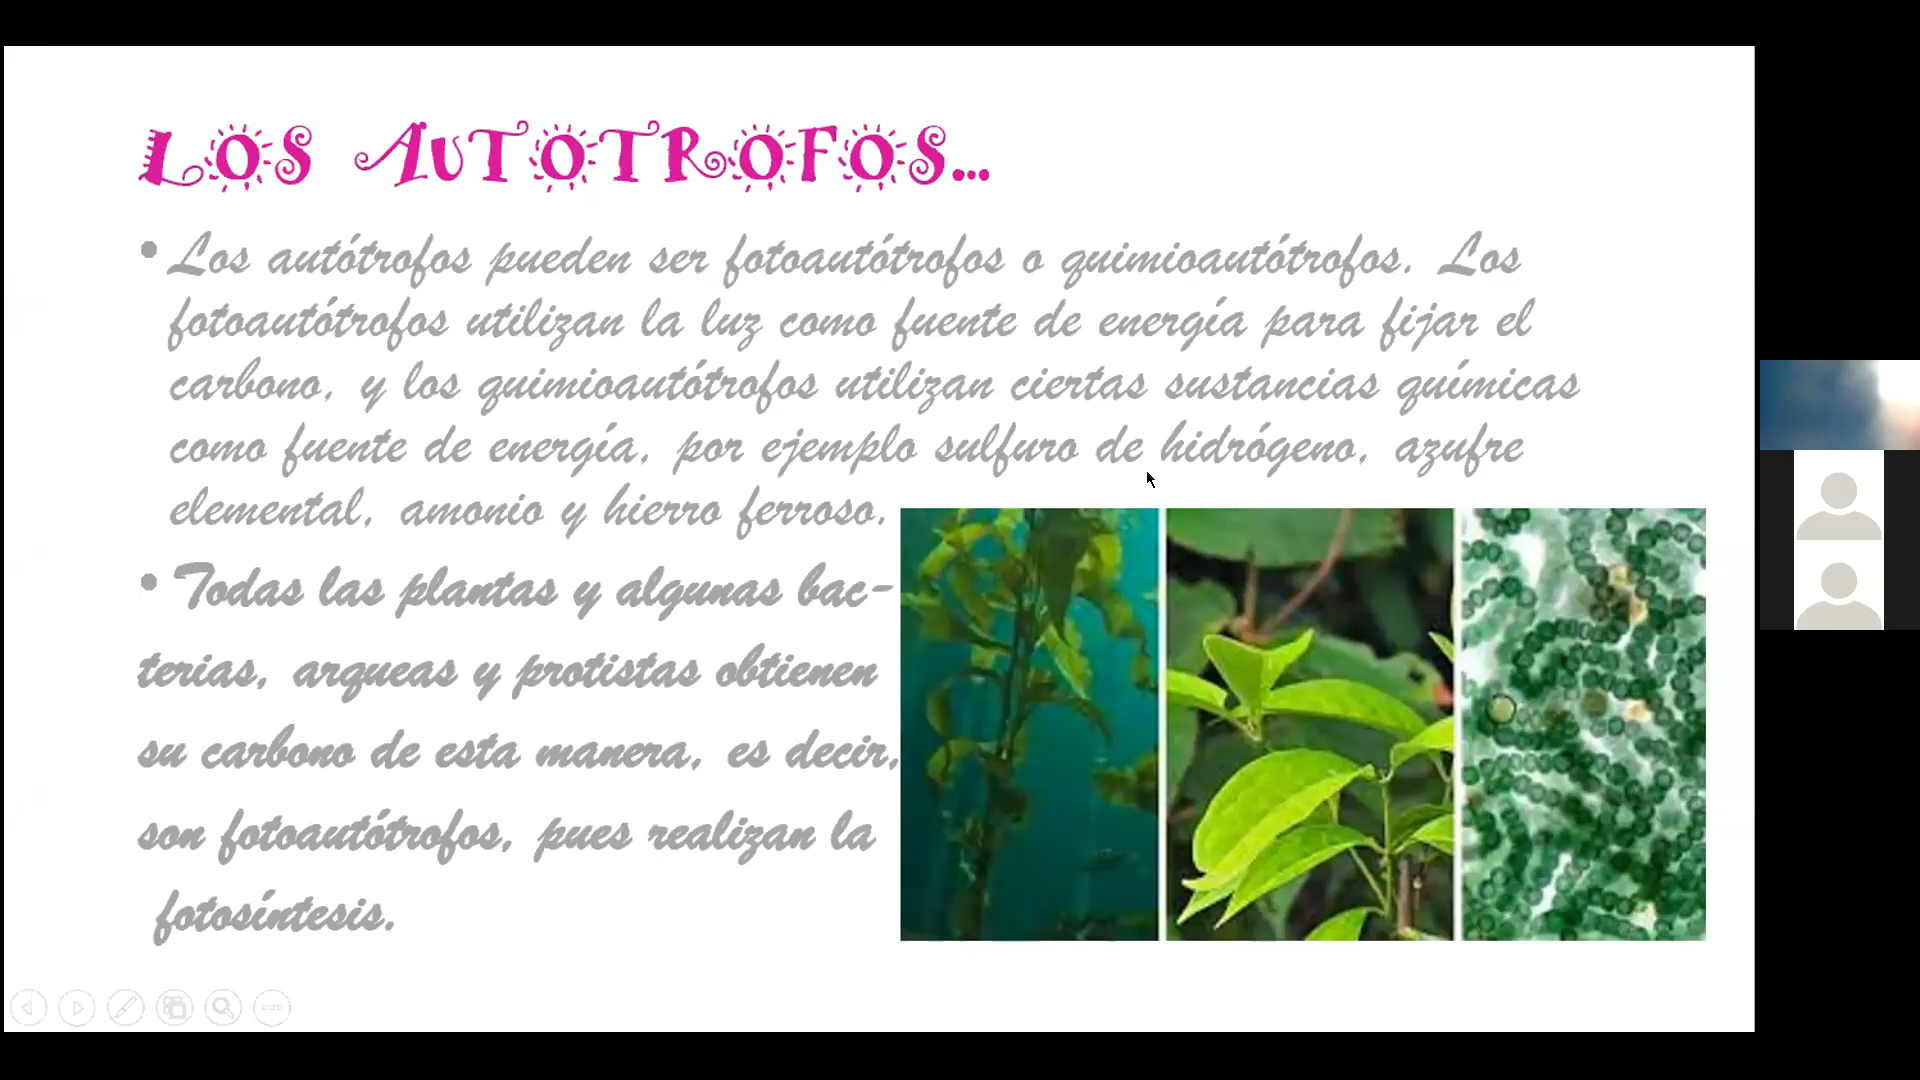 LOS AUTOTROFOS...
• Los autótrofos pueden ser fotoautótrofos o quimioautótrofos. Los
fotoautótrofos utilizan la luz como fuente de energía para fijar el
carbono, y los quimioautótrofos utilizan ciertas sustancias químicas
como fuente de energía, por ejemplo sulfuro de hidrógeno, azufre
elemental, amonio y hierro ferroso.
• Todas las plantas y algunas bac-
terias, arqueas y protistas obtienen
su carbono de esta manera, es decir,
son fotoautótrofos, pues realizan la
fotosíntesis.